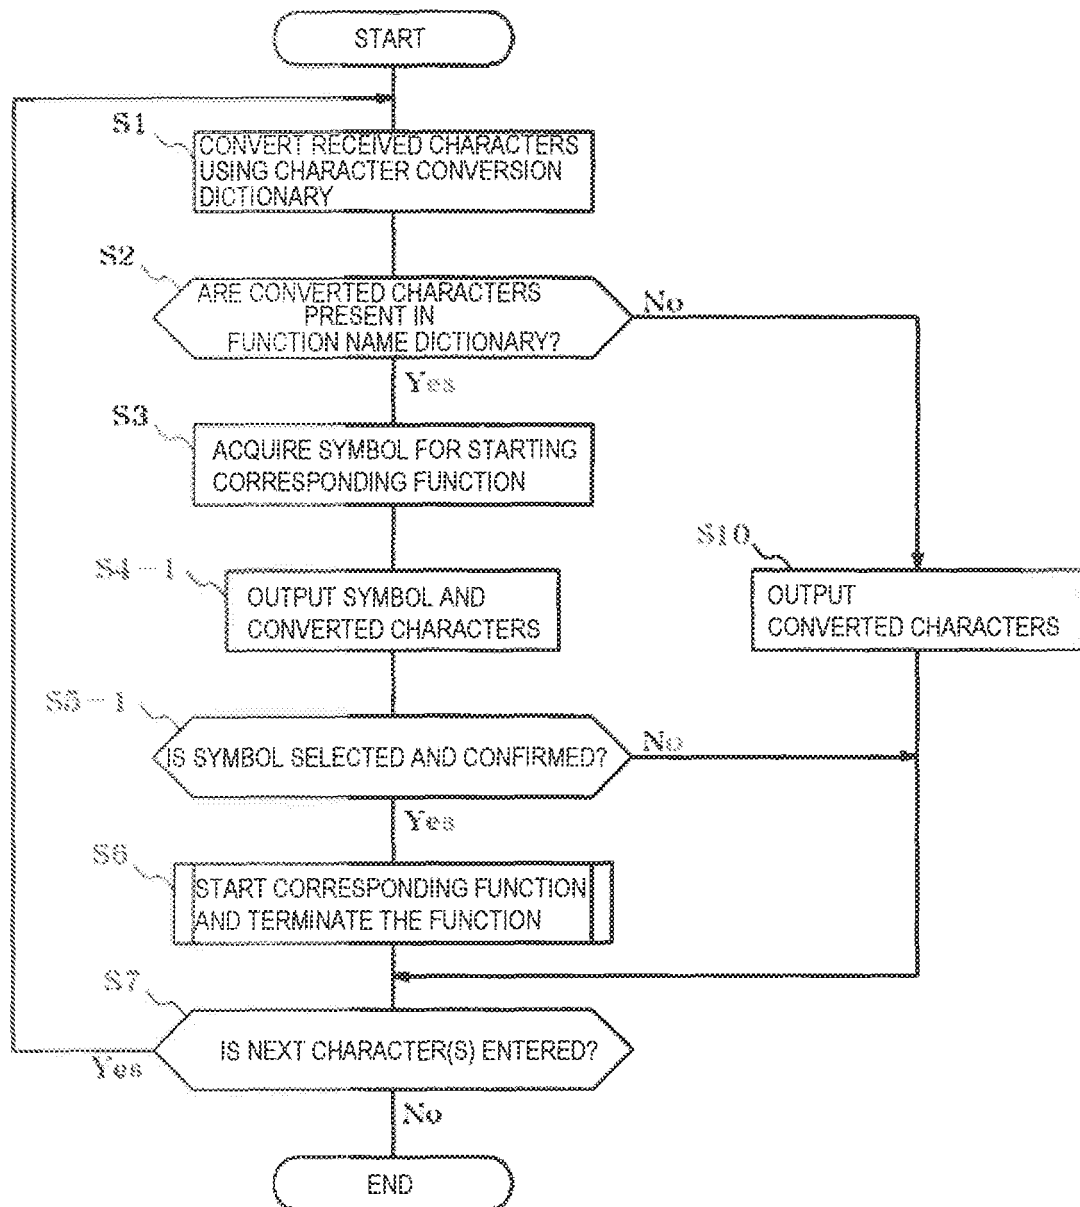 START
S1
CONVERT RECEIVED CHARACTERS
USING CHARACTER CONVERSION
DICTIONARY
S2
ARE CONVERTED CHARACTERS
PRESENT IN
FUNCTION NAME DICTIONARY?
No
Yes
S3
ACQUIRE SYMBOL FOR STARTING
CORRESPONDING FUNCTION
S4-1
OUTPUT SYMBOL AND
CONVERTED CHARACTERS
S10
OUTPUT
CONVERTED CHARACTERS
S5-1
IS SYMBOL SELECTED AND CONFIRMED?
No
Yes
S6
START CORRESPONDING FUNCTION
AND TERMINATE THE FUNCTION
S7
IS NEXT CHARACTER(S) ENTERED?
Yes
No
END